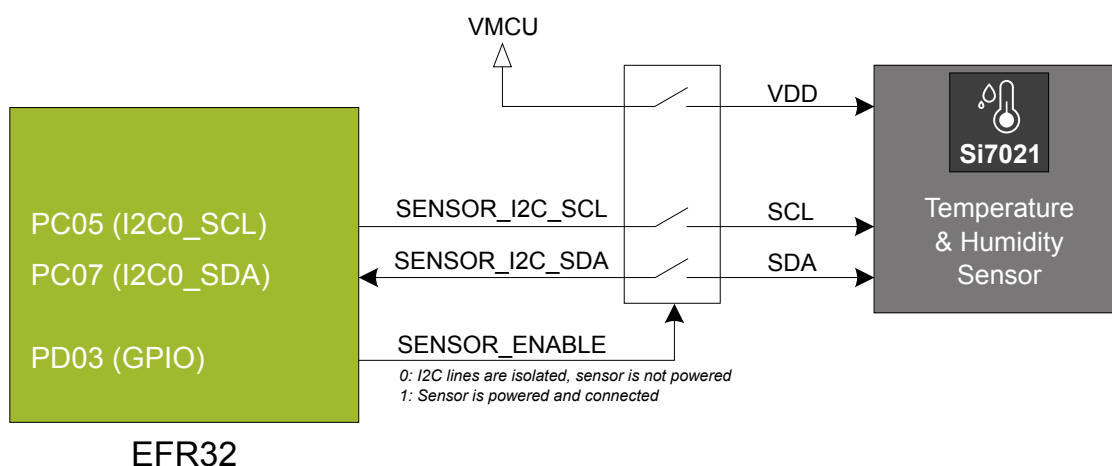 VMCU
VDD
Si7021
PC05 (I2C0_SCL)
SENSOR_I2C_SCL
SCL
Temperature
& Humidity
Sensor
PC07 (I2C0_SDA)
SENSOR_I2C_SDA
SDA
PD03 (GPIO)
SENSOR_ENABLE
0: I2C lines are isolated, sensor is not powered
1: Sensor is powered and connected
EFR32